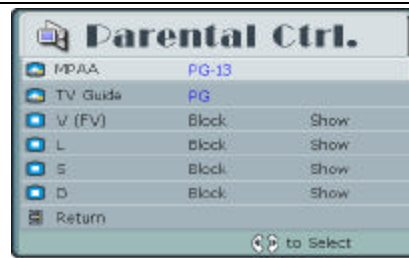 Parental Ctrl.
MPAA PG-13
TV Guide PG
V (FV) Block Show
L Block Show
S Block Show
D Block Show
Return
to Select